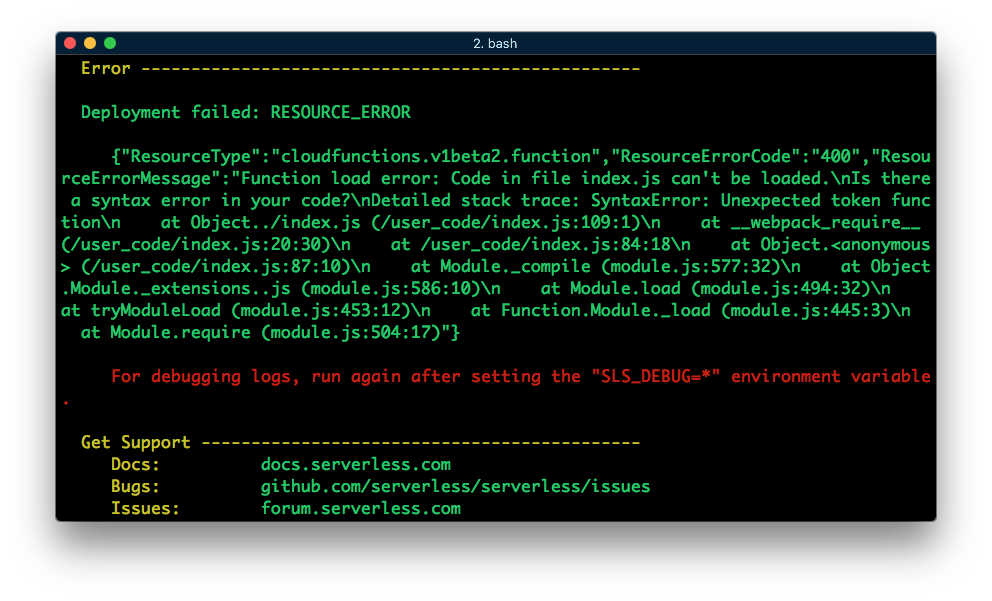 2. bash
Error --------------------------------------------------
Deployment failed: RESOURCE_ERROR
{"ResourceType":"cloudfunctions.v1beta2.function","ResourceErrorCode":"400","Resou
rceErrorMessage":"Function load error: Code in file index.js can't be loaded.\nIs there
a syntax error in your code?\nDetailed stack trace: SyntaxError: Unexpected token func
tion\n    at Object../index.js (/user_code/index.js:109:1)\n    at __webpack_require__
(/user_code/index.js:20:30)\n    at /user_code/index.js:84:18\n    at Object.<anonymous
> (/user_code/index.js:87:10)\n    at Module._compile (module.js:577:32)\n    at Object
.Module._extensions..js (module.js:586:10)\n    at Module.load (module.js:494:32)\n
at tryModuleLoad (module.js:453:12)\n    at Function.Module._load (module.js:445:3)\n
at Module.require (module.js:504:17)"}
For debugging logs, run again after setting the "SLS_DEBUG=*" environment variable
.
Get Support --------------------------------------------
Docs:          docs.serverless.com
Bugs:          github.com/serverless/serverless/issues
Issues:        forum.serverless.com